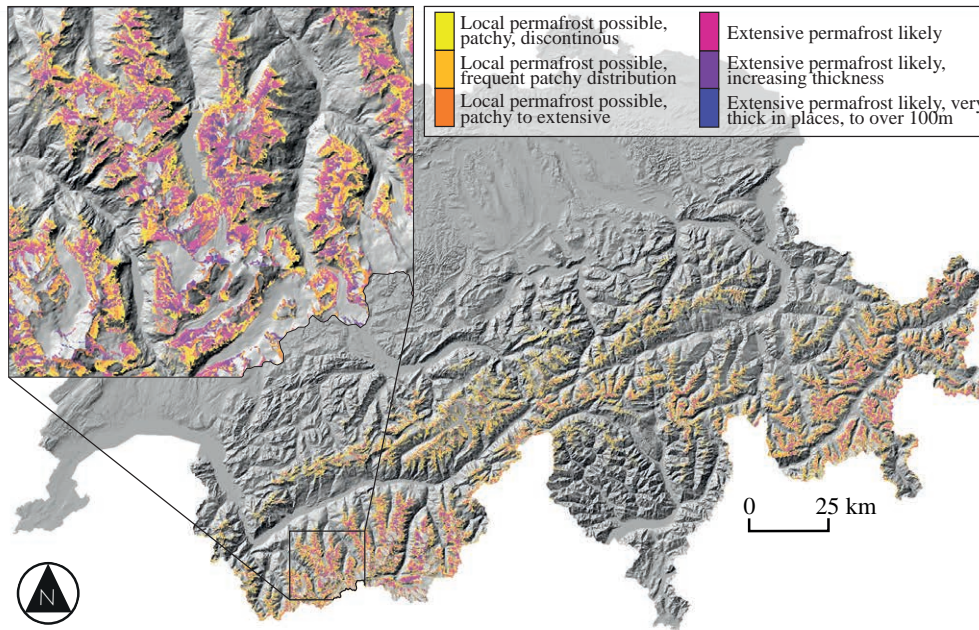 Local permafrost possible,
patchy, discontinous
Local permafrost possible,
frequent patchy distribution
Local permafrost possible,
patchy to extensive
Extensive permafrost likely
Extensive permafrost likely,
increasing thickness
Extensive permafrost likely, very
thick in places, to over 100m
0 25 km
N